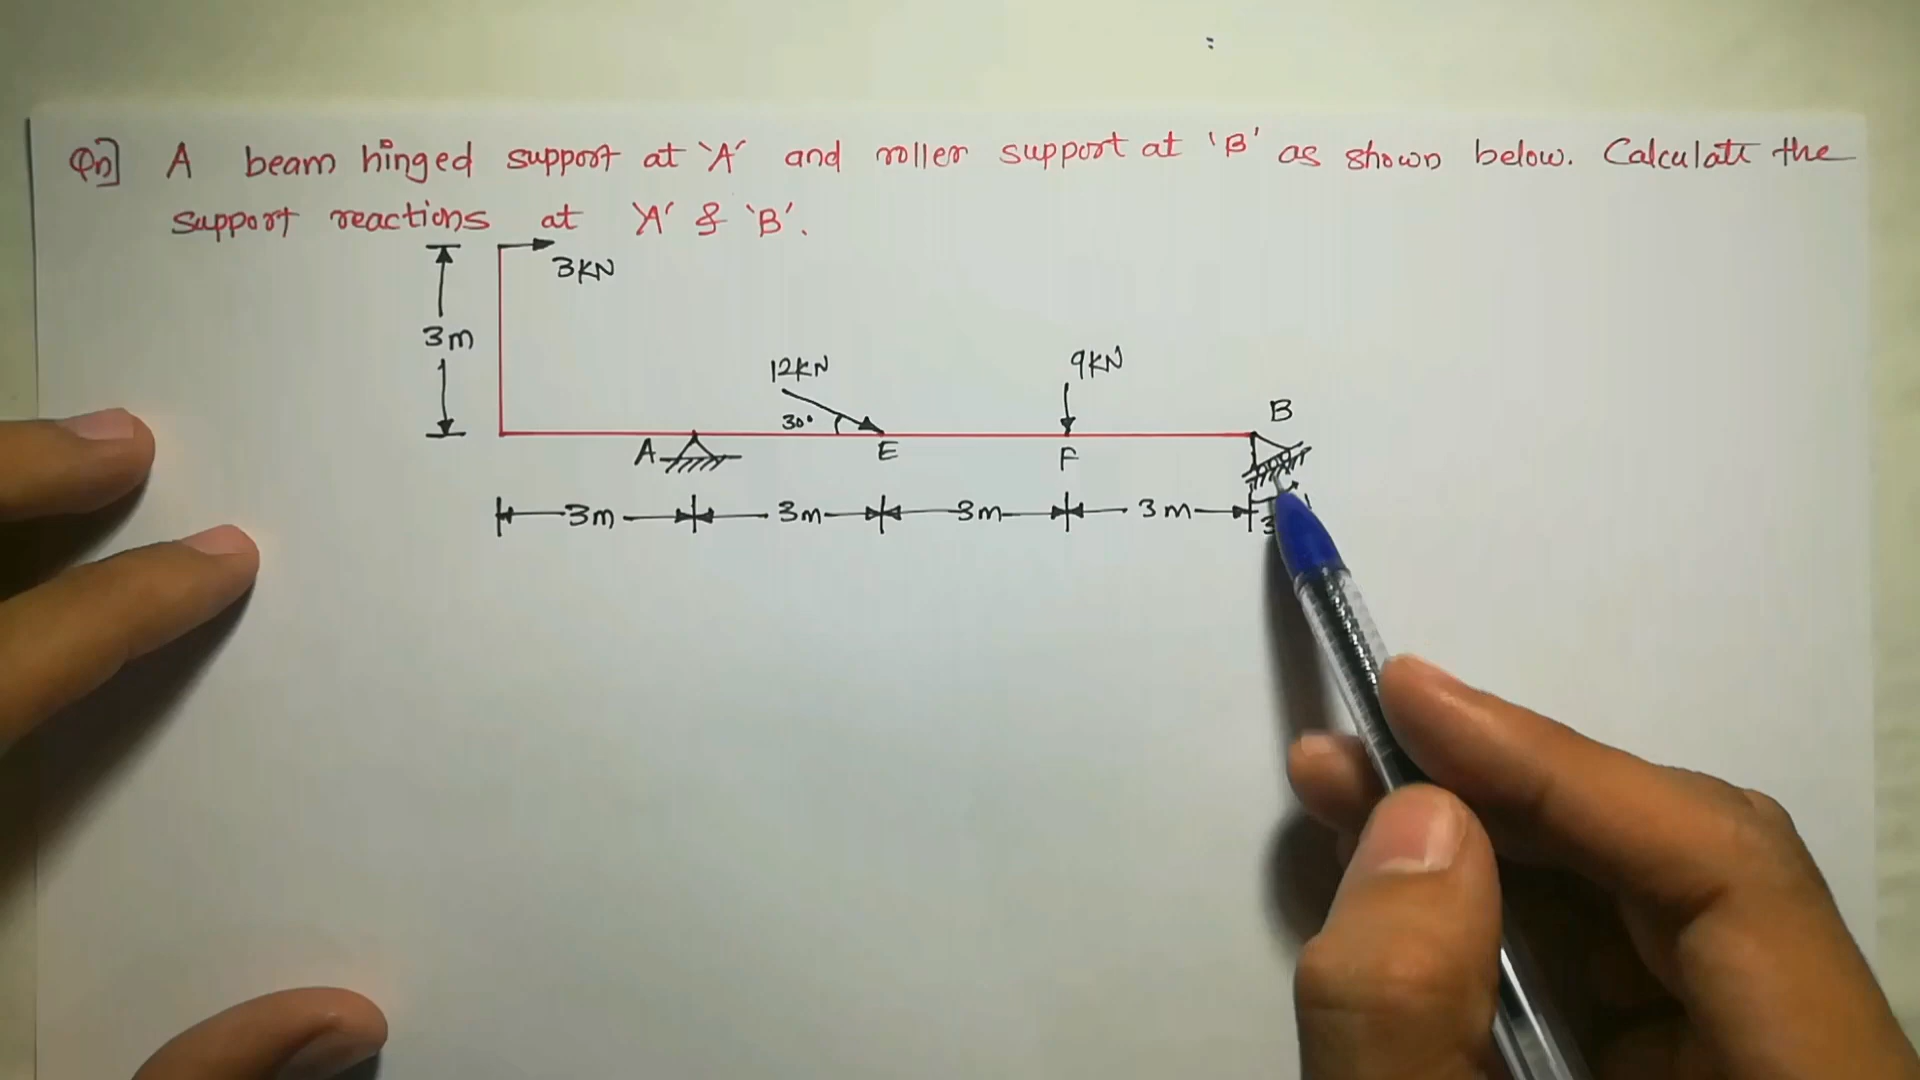 Qn] A beam hinged support at 'A' and roller support at 'B' as shown below. Calculate the
support reactions at 'A' & 'B'.
3KN
3m
12KN
30°
9KN
B
A
E
F
3m
3m
3m
3m